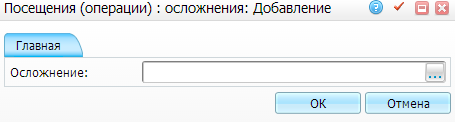 Посещения (операции) : осложнения: Добавление
Главная
Осложнение:
...
ОК Отмена